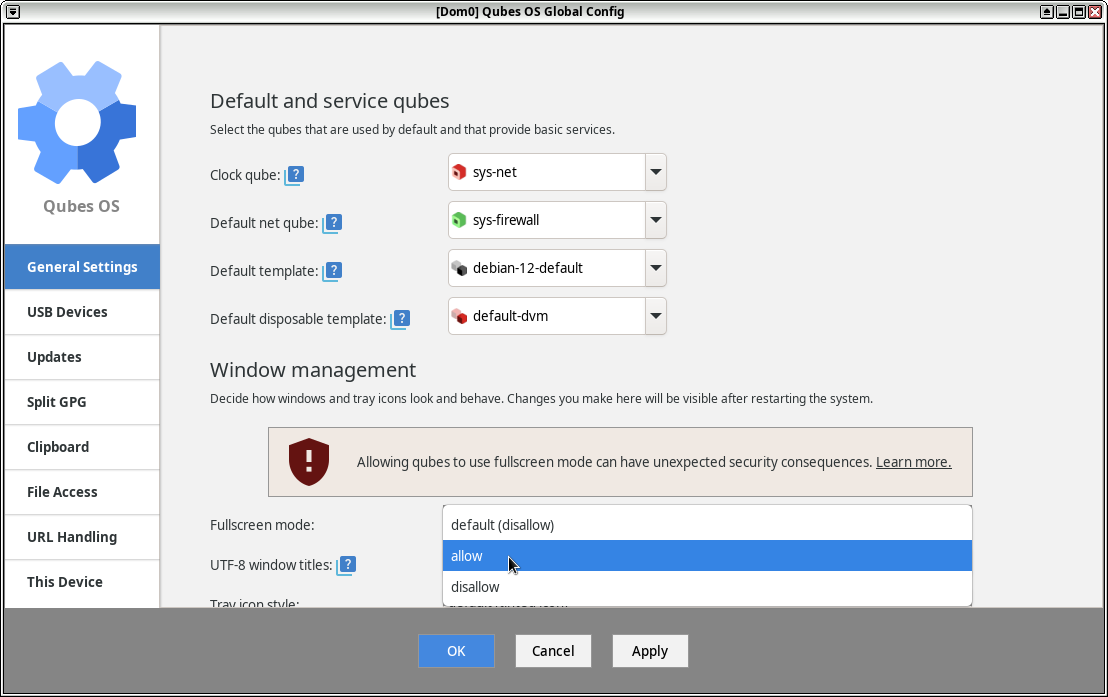 [Dom0] Qubes OS Global Config
Qubes OS
General Settings
USB Devices
Updates
Split GPG
Clipboard
File Access
URL Handling
This Device
Default and service qubes
Select the qubes that are used by default and that provide basic services.
Clock qube: ? sys-net
Default net qube: ? sys-firewall
Default template: ? debian-12-default
Default disposable template: ? default-dvm
Window management
Decide how windows and tray icons look and behave. Changes you make here will be visible after restarting the system.
Allowing qubes to use fullscreen mode can have unexpected security consequences. Learn more.
Fullscreen mode:
default (disallow)
allow
disallow
UTF-8 window titles: ?
Tray icon style:
OK
Cancel
Apply